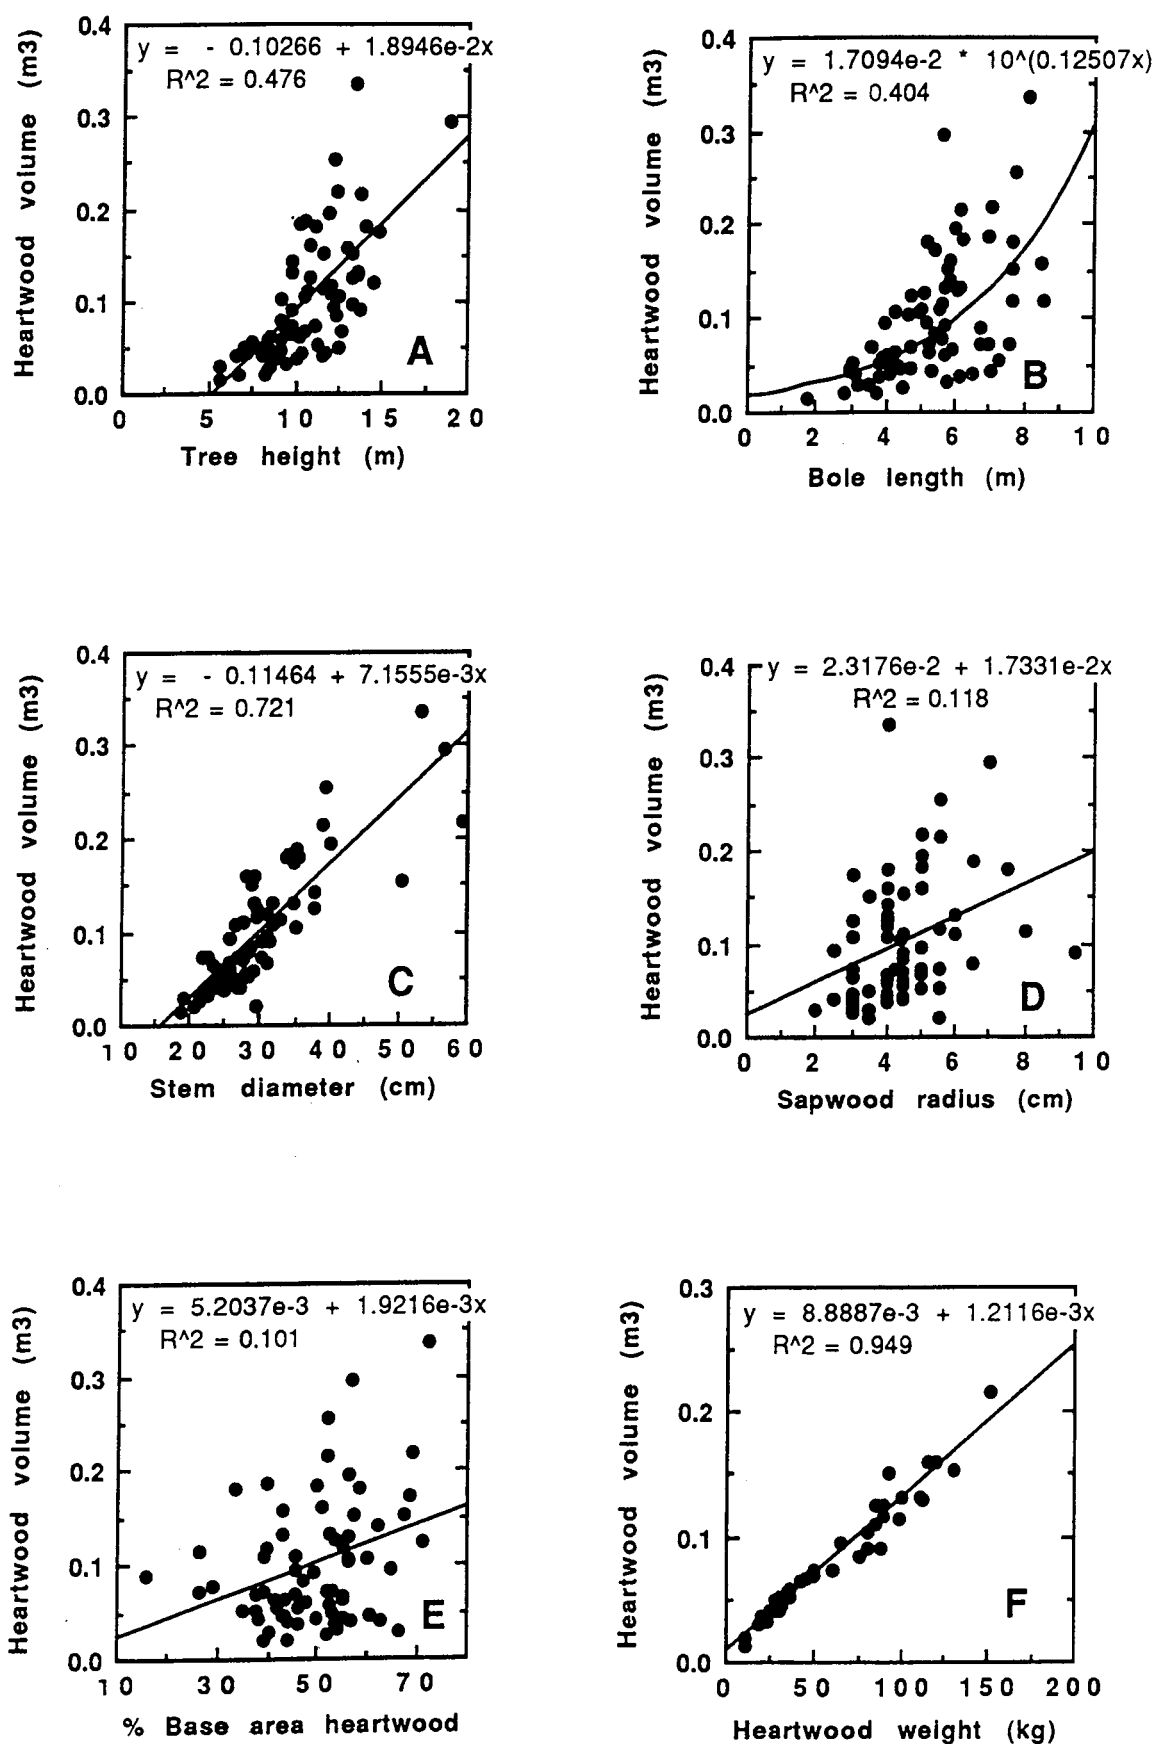 y = - 0.10266 + 1.8946e-2x
R^2 = 0.476
Heartwood volume (m3)
0.4
0.3
0.2
0.1
0.0
A
0 5 10 15 20
Tree height (m)
y = 1.7094e-2 * 10^(0.12507x)
R^2 = 0.404
Heartwood volume (m3)
0.4
0.3
0.2
0.1
0.0
B
0 2 4 6 8 10
Bole length (m)
y = - 0.11464 + 7.1555e-3x
R^2 = 0.721
Heartwood volume (m3)
0.4
0.3
0.2
0.1
0.0
C
10 20 30 40 50 60
Stem diameter (cm)
y = 2.3176e-2 + 1.7331e-2x
R^2 = 0.118
Heartwood volume (m3)
0.4
0.3
0.2
0.1
0.0
D
0 2 4 6 8 10
Sapwood radius (cm)
y = 5.2037e-3 + 1.9216e-3x
R^2 = 0.101
Heartwood volume (m3)
0.4
0.3
0.2
0.1
0.0
E
10 30 50 70
% Base area heartwood
y = 8.8887e-3 + 1.2116e-3x
R^2 = 0.949
Heartwood volume (m3)
0.3
0.2
0.1
0.0
F
0 50 100 150 200
Heartwood weight (kg)